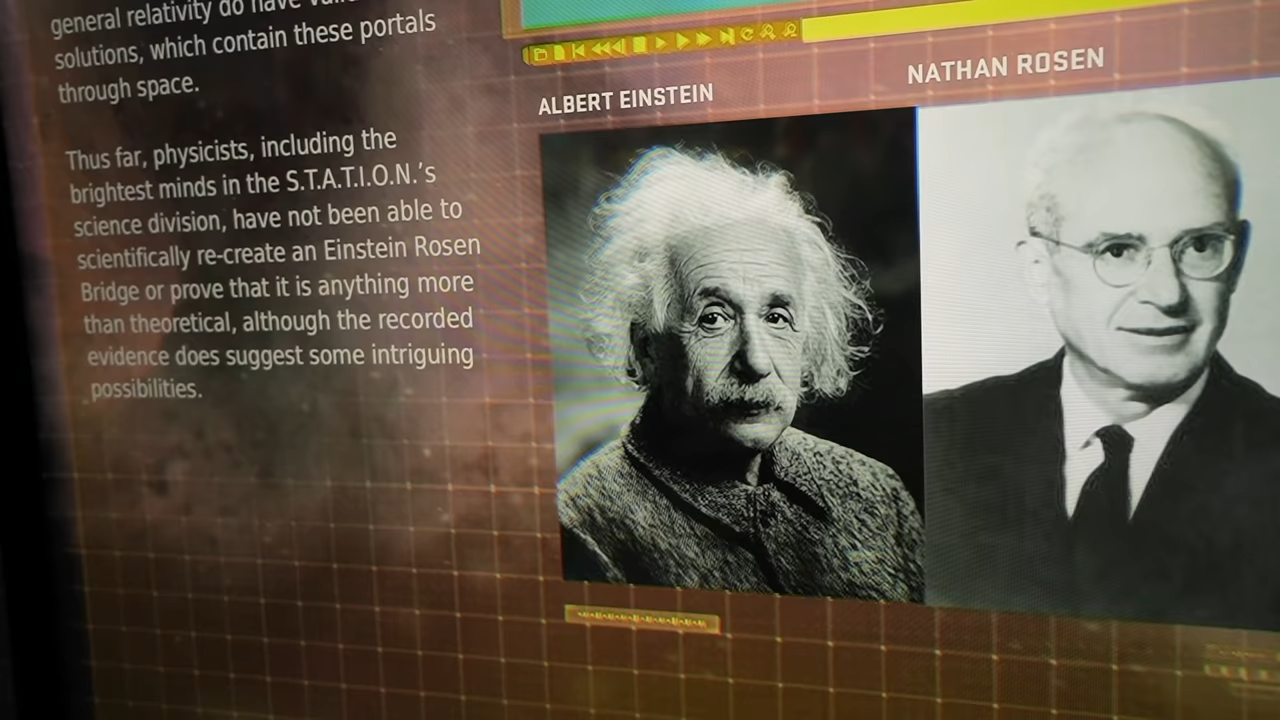 general relativity do have
solutions, which contain these portals
through space.
Thus far, physicists, including the
brightest minds in the S.T.A.T.I.O.N.’s
science division, have not been able to
scientifically re-create an Einstein Rosen
Bridge or prove that it is anything more
than theoretical, although the recorded
evidence does suggest some intriguing
possibilities.
ALBERT EINSTEIN
NATHAN ROSEN